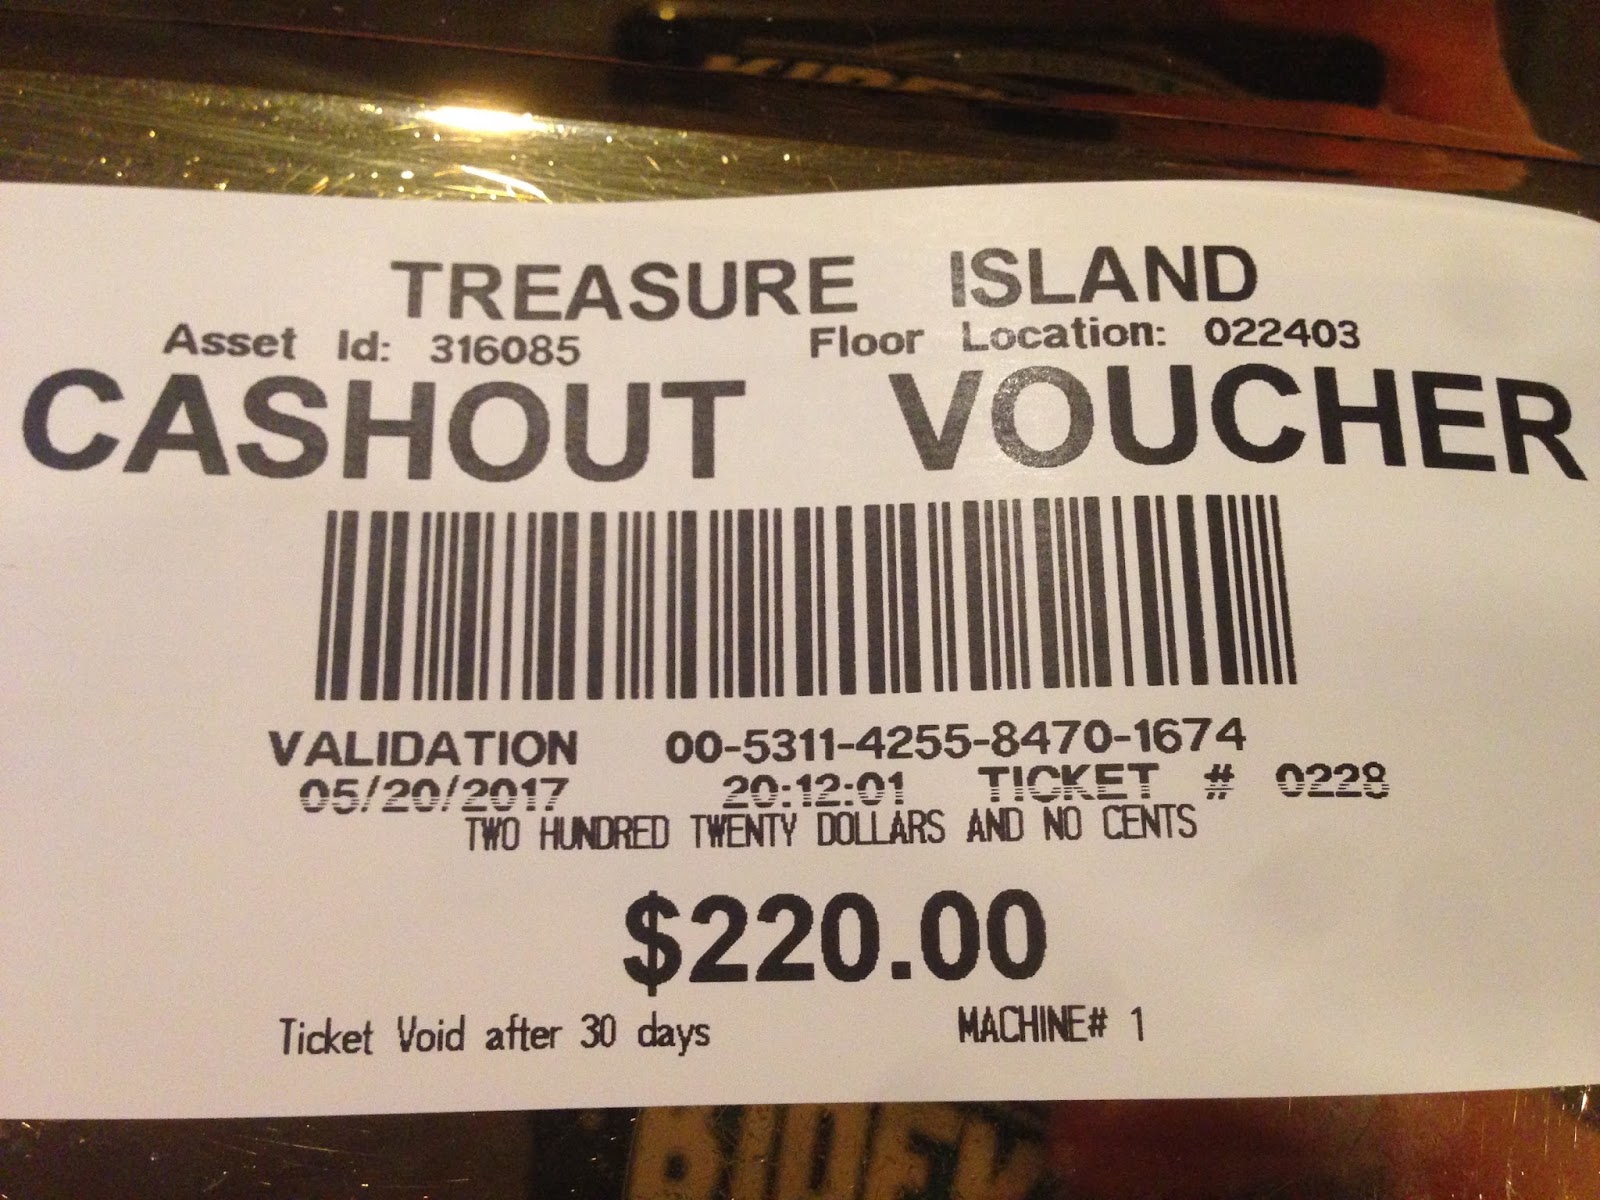 TREASURE ISLAND
Asset Id: 316085 Floor Location: 022403
CASHOUT VOUCHER
VALIDATION 00-5311-4255-8470-1674
05/20/2017 20:12:01 TICKET # 0228
TWO HUNDRED TWENTY DOLLARS AND NO CENTS
$220.00
Ticket Void after 30 days MACHINE# 1